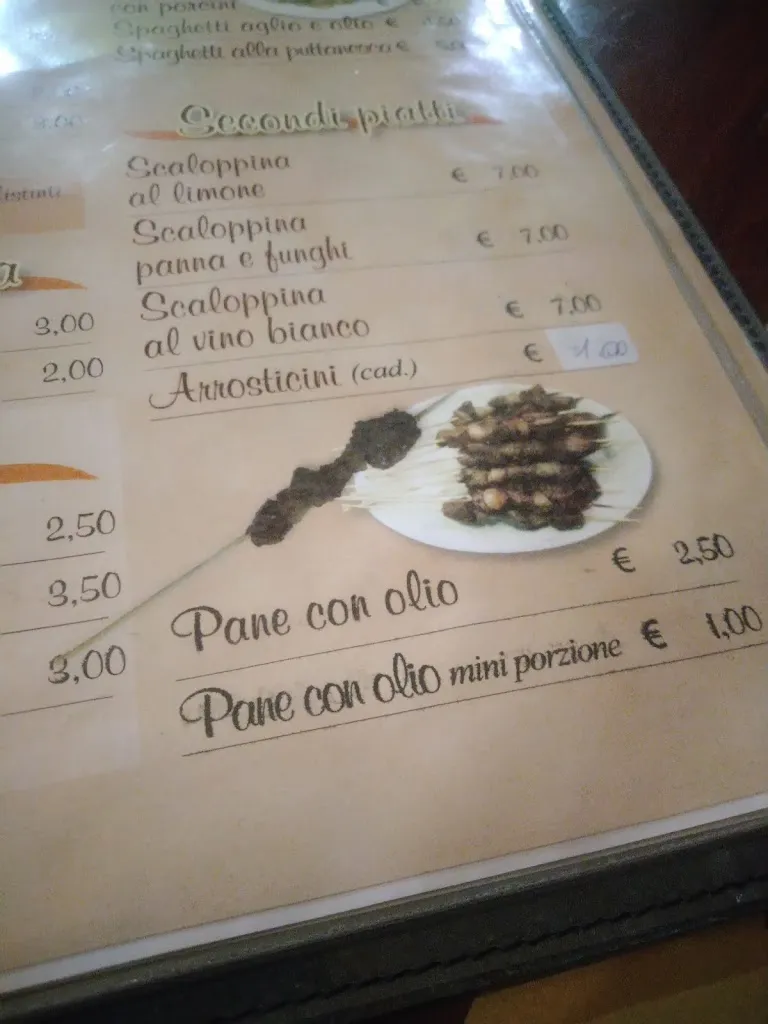 con porcini
Spaghetti aglio e olio €
Spaghetti alla puttanesca €
Secondi piatti
Scaloppina
al limone € 7,00
Scaloppina
panna e funghi € 7,00
Scaloppina
al vino bianco € 7,00
Arrosticini (cad.) €
Pane con olio € 2,50
Pane con olio mini porzione € 1,00
3,00
2,00
2,50
3,50
3,00